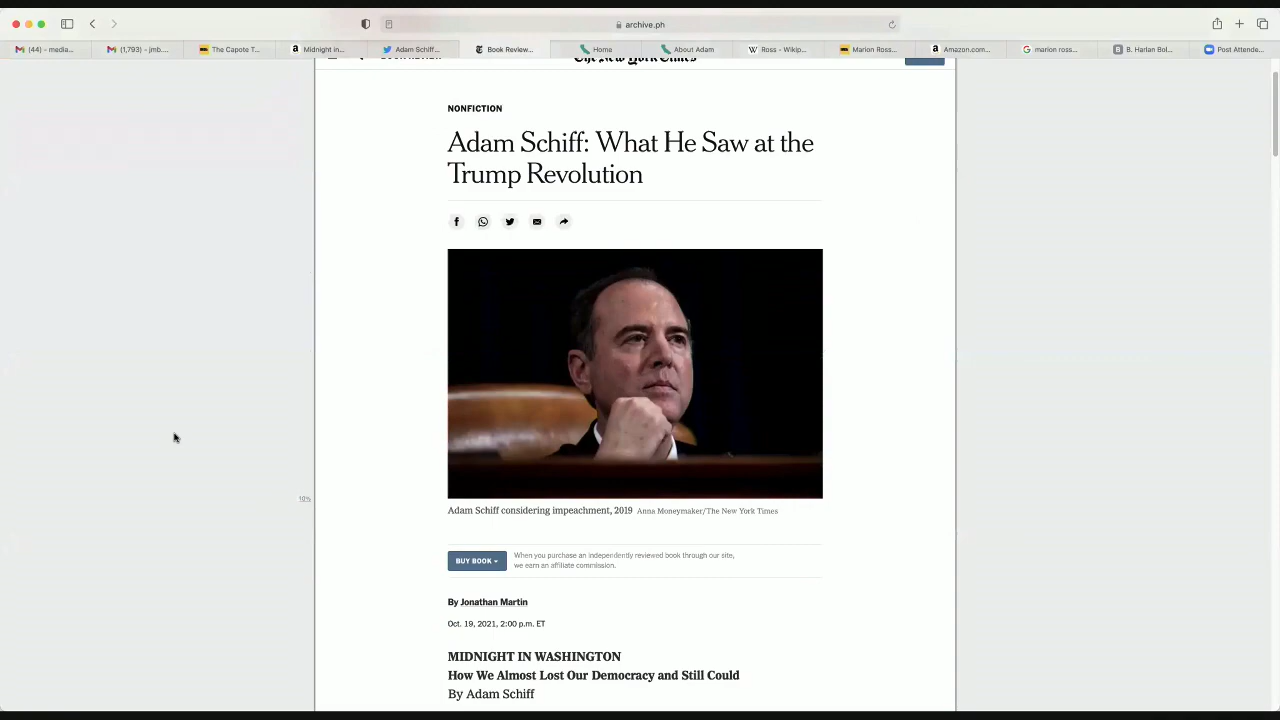 archive.ph
(44) – media...
(1,793) – jmb....
The Capote T...
Midnight in...
Adam Schiff...
Book Review...
Home
About Adam
Ross - Wikip...
Marion Ross...
Amazon.com...
marion ross...
B. Harlan Bol...
Post Attende...
The New York Times
NONFICTION
Adam Schiff: What He Saw at the
Trump Revolution
10%
Adam Schiff considering impeachment, 2019 Anna Moneymaker/The New York Times
BUY BOOK
When you purchase an independently reviewed book through our site,
we earn an affiliate commission.
By Jonathan Martin
Oct. 19, 2021, 2:00 p.m. ET
MIDNIGHT IN WASHINGTON
How We Almost Lost Our Democracy and Still Could
By Adam Schiff